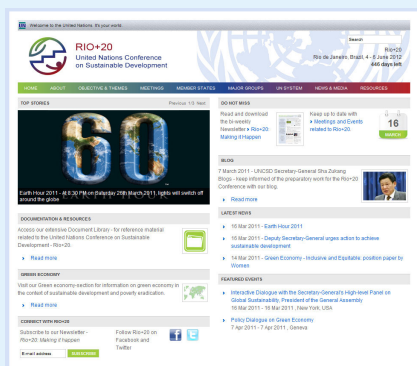 UN Welcome to the United Nations. It's your world.
Search
RIO+20
United Nations Conference
on Sustainable Development
Rio+20
Rio de Janeiro, Brazil, 4 - 6 June 2012
446 days left
HOME ABOUT OBJECTIVE & THEMES MEETINGS MEMBER STATES MAJOR GROUPS UN SYSTEM NEWS & MEDIA RESOURCES
TOP STORIES
Previous 1/3 Next
60
EARTH HOUR
Earth Hour 2011 - At 8:30 PM on Saturday 26th March 2011, lights will switch off
around the globe
DOCUMENTATION & RESOURCES
Access our extensive Document Library - for reference material
related to the United Nations Conference on Sustainable
Development - Rio+20.
Read more
GREEN ECONOMY
Visit our Green economy-section for information on green economy in
the context of sustainable development and poverty eradication.
Read more
CONNECT WITH RIO+20
Subscribe to our Newsletter -
Rio+20: Making it happen
E-mail address
SUBSCRIBE
Follow Rio+20 on
Facebook and
Twitter
DO NOT MISS
Read and download
the bi-weekly
Newsletter Rio+20:
Making it Happen
Keep up to date with
Meetings and Events
related to Rio+20.
16
MARCH
BLOG
7 March 2011 - UNCSD Secretary-General Sha Zukang
Blogs - keep informed of the preparatory work for the Rio+20
Conference with our blog.
Read more
LATEST NEWS
16 Mar 2011 - Earth Hour 2011
16 Mar 2011 - Deputy Secretary-General urges action to achieve
sustainable development
14 Mar 2011 - Green Economy - Inclusive and Equitable: position paper by
Women
FEATURED EVENTS
Interactive Dialogue with the Secretary-General's High-level Panel on
Global Sustainability, President of the General Assembly
16 Mar 2011 - 16 Mar 2011 , New York, USA
Policy Dialogue on Green Economy
7 Apr 2011 - 7 Apr 2011 , Geneva